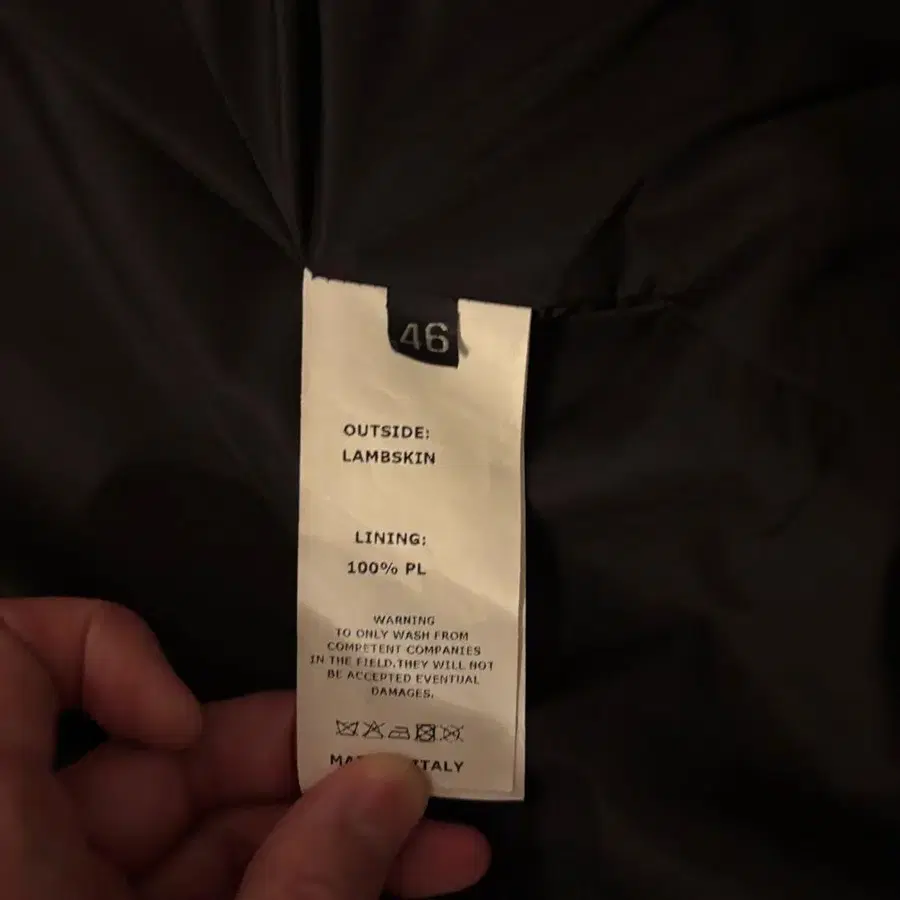 46
OUTSIDE:
LAMBSKIN
LINING:
100% PL
WARNING
TO ONLY WASH FROM
COMPETENT COMPANIES
IN THE FIELD.THEY WILL NOT
BE ACCEPTED EVENTUAL
DAMAGES.
ITALY